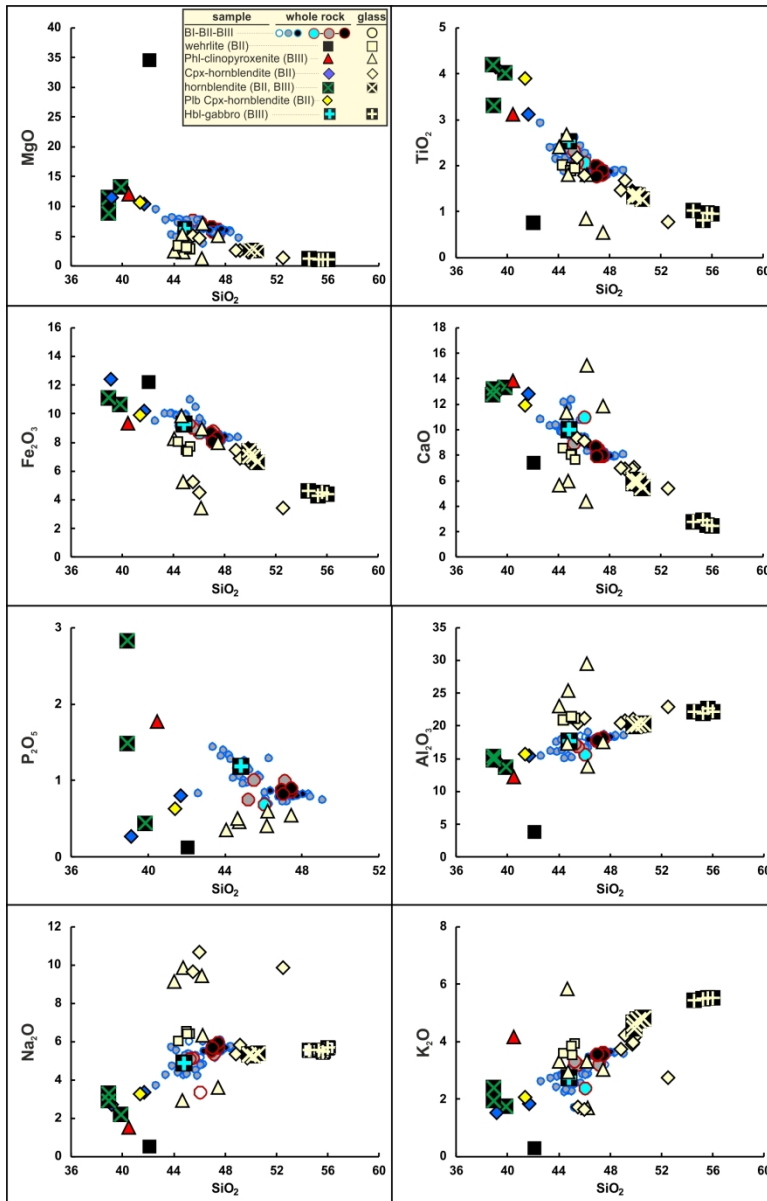 sample whole rock glass
BI-BII-BIII
wehrlite (BII)
Phl-clinopyroxenite (BIII)
Cpx-hornblendite (BII)
hornblendite (BII, BIII)
Plb Cpx-hornblendite (BII)
Hbl-gabbro (BIII)
40
35
30
25
20
15
10
5
0
MgO
36 40 44 48 52 56 60
SiO₂
6
5
4
3
2
1
0
TiO₂
36 40 44 48 52 56 60
SiO₂
16
14
12
10
8
6
4
2
0
Fe₂O₃
36 40 44 48 52 56 60
SiO₂
18
16
14
12
10
8
6
4
2
0
CaO
36 40 44 48 52 56 60
SiO₂
3
2
1
0
P₂O₅
36 40 44 48 52
SiO₂
35
30
25
20
15
10
5
0
Al₂O₃
36 40 44 48 52 56 60
SiO₂
12
10
8
6
4
2
0
Na₂O
36 40 44 48 52 56 60
SiO₂
8
6
4
2
0
K₂O
36 40 44 48 52 56 60
SiO₂